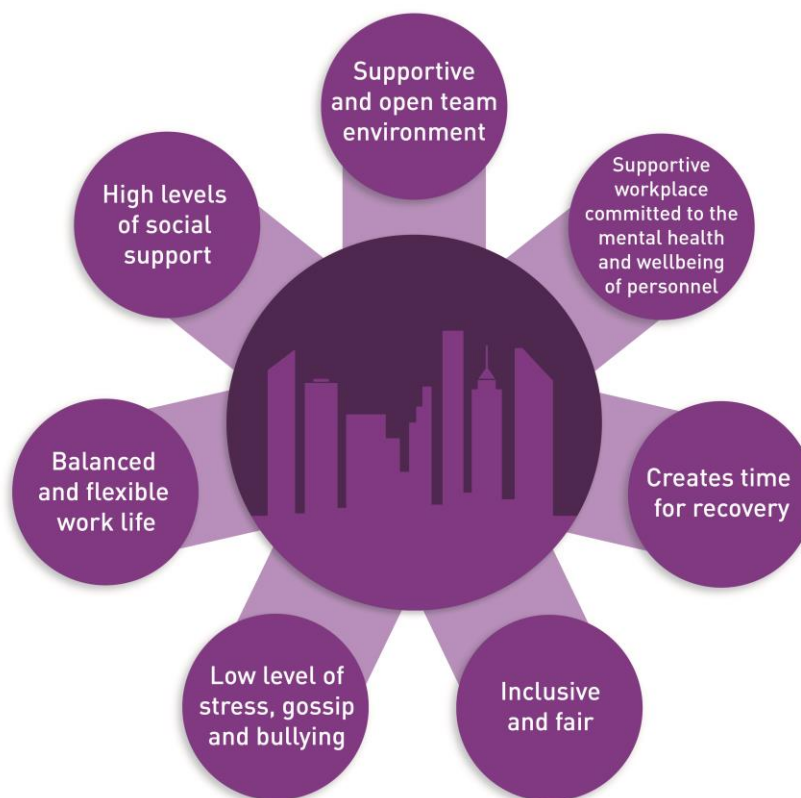 Supportive
and open team
environment
Supportive
workplace
committed to the
mental health
and wellbeing
of personnel
Creates time
for recovery
Inclusive
and fair
Low level of
stress, gossip
and bullying
Balanced
and flexible
work life
High levels
of social
support